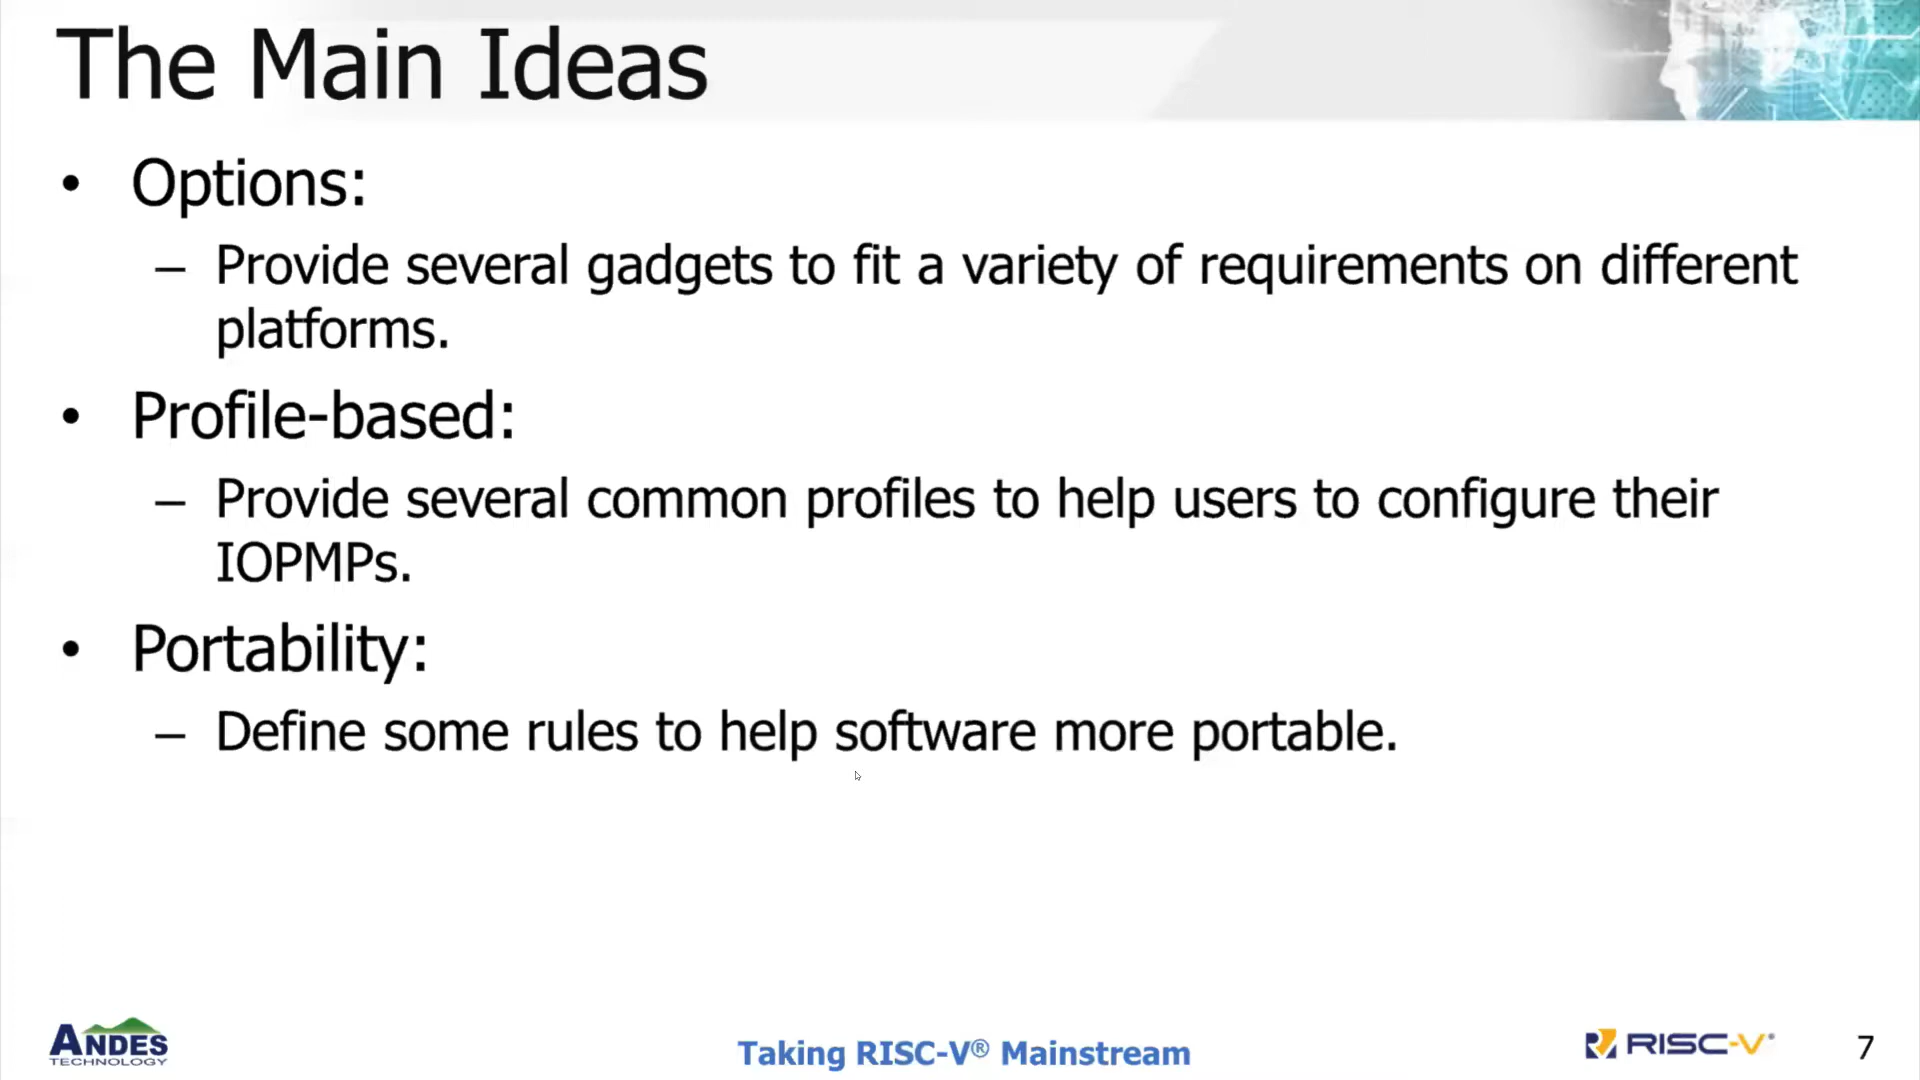 The Main Ideas
• Options:
– Provide several gadgets to fit a variety of requirements on different
platforms.
• Profile-based:
– Provide several common profiles to help users to configure their
IOPMPs.
• Portability:
– Define some rules to help software more portable.
ANDES
TECHNOLOGY
Taking RISC-V® Mainstream
RISC-V®
7